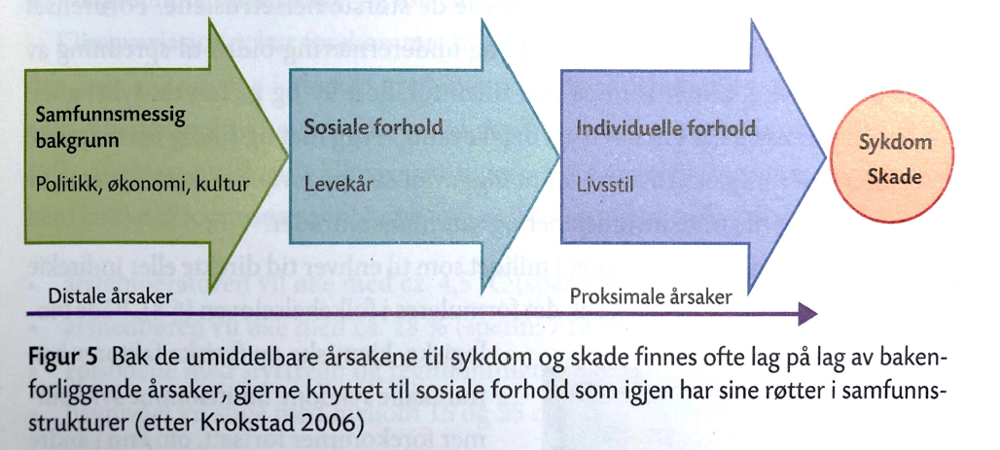 Samfunnsmessig
bakgrunn
Politikk, økonomi, kultur
Sosiale forhold
Levekår
Individuelle forhold
Livsstil
Sykdom
Skade
Distale årsaker
Proksimale årsaker
Figur 5 Bak de umiddelbare årsakene til sykdom og skade finnes ofte lag på lag av baken-
forliggende årsaker, gjerne knyttet til sosiale forhold som igjen har sine røtter i samfunns-
strukturer (etter Krokstad 2006)